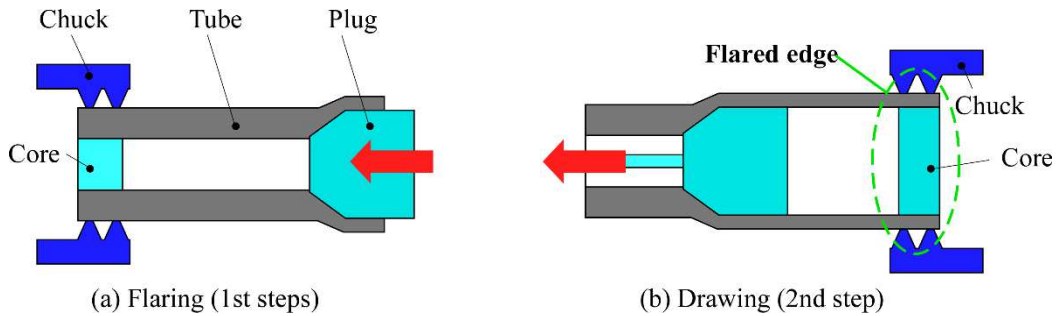 Chuck
Tube
Plug
Core
(a) Flaring (1st steps)
Flared edge
Chuck
Core
(b) Drawing (2nd step)